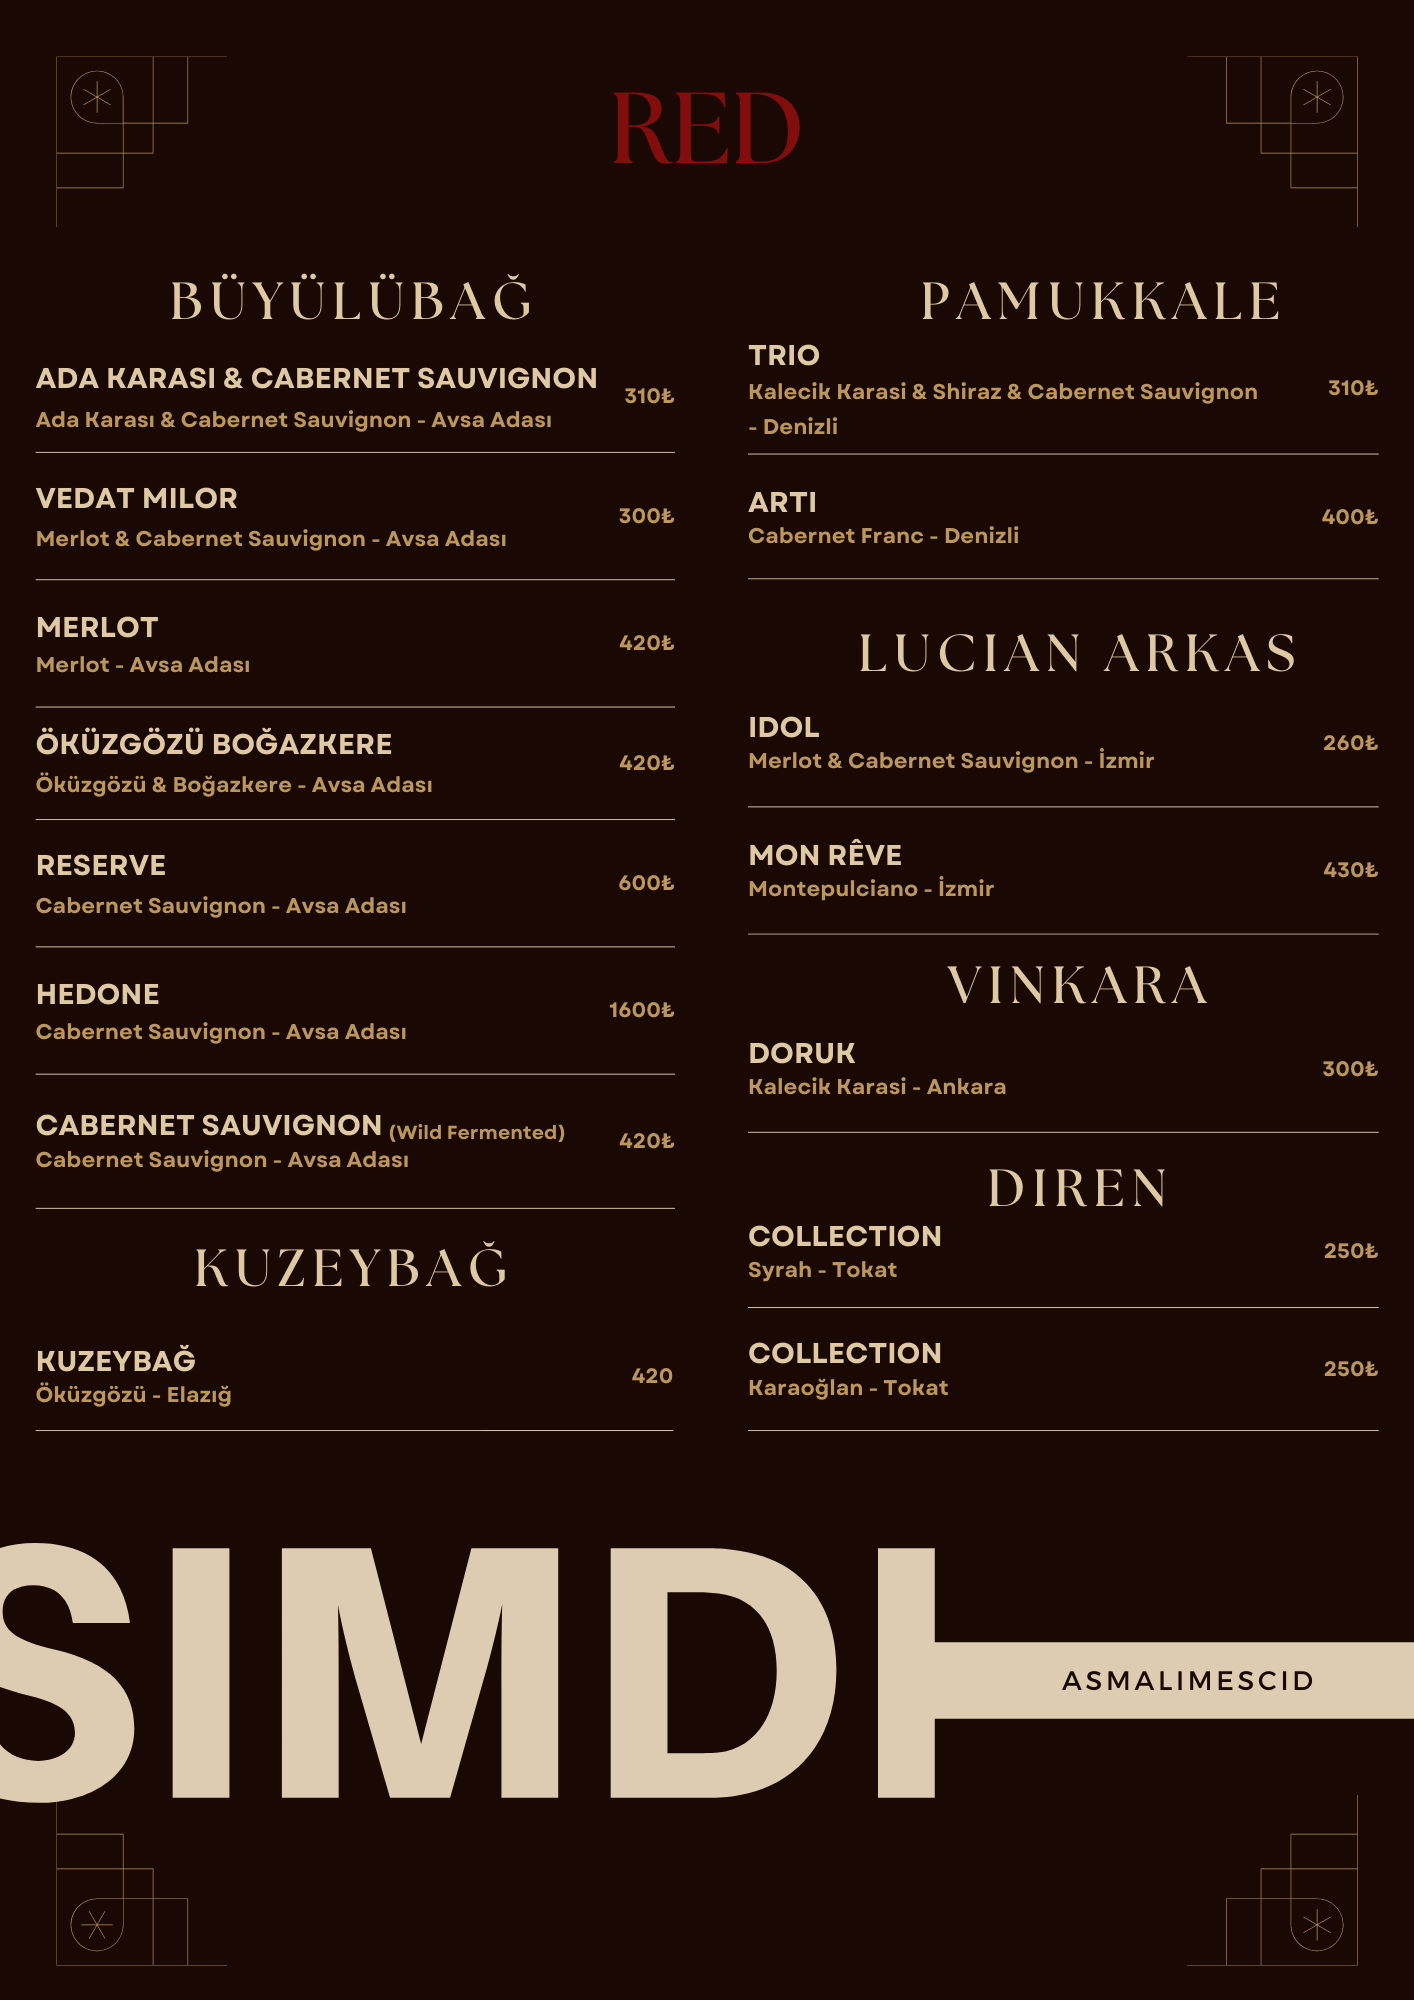 RED
BÜYÜLÜBAĞ
ADA KARASI & CABERNET SAUVIGNON
310₺
Ada Karası & Cabernet Sauvignon - Avsa Adası
VEDAT MILOR
300₺
Merlot & Cabernet Sauvignon - Avsa Adası
MERLOT
420₺
Merlot - Avsa Adası
ÖKÜZGÖZÜ BOĞAZKERE
420₺
Öküzgözü & Boğazkere - Avsa Adası
RESERVE
600₺
Cabernet Sauvignon - Avsa Adası
HEDONE
1600₺
Cabernet Sauvignon - Avsa Adası
CABERNET SAUVIGNON (Wild Fermented)
420₺
Cabernet Sauvignon - Avsa Adası
KUZEYBAĞ
KUZEYBAĞ
420
Öküzgözü - Elazığ
PAMUKKALE
TRIO
Kalecik Karasi & Shiraz & Cabernet Sauvignon
310₺
- Denizli
ARTI
400₺
Cabernet Franc - Denizli
LUCIAN ARKAS
IDOL
260₺
Merlot & Cabernet Sauvignon - İzmir
MON RÊVE
430₺
Montepulciano - İzmir
VINKARA
DORUK
300₺
Kalecik Karasi - Ankara
DIREN
COLLECTION
250₺
Syrah - Tokat
COLLECTION
250₺
Karaoğlan - Tokat
SIMDI
ASMALIMESCID